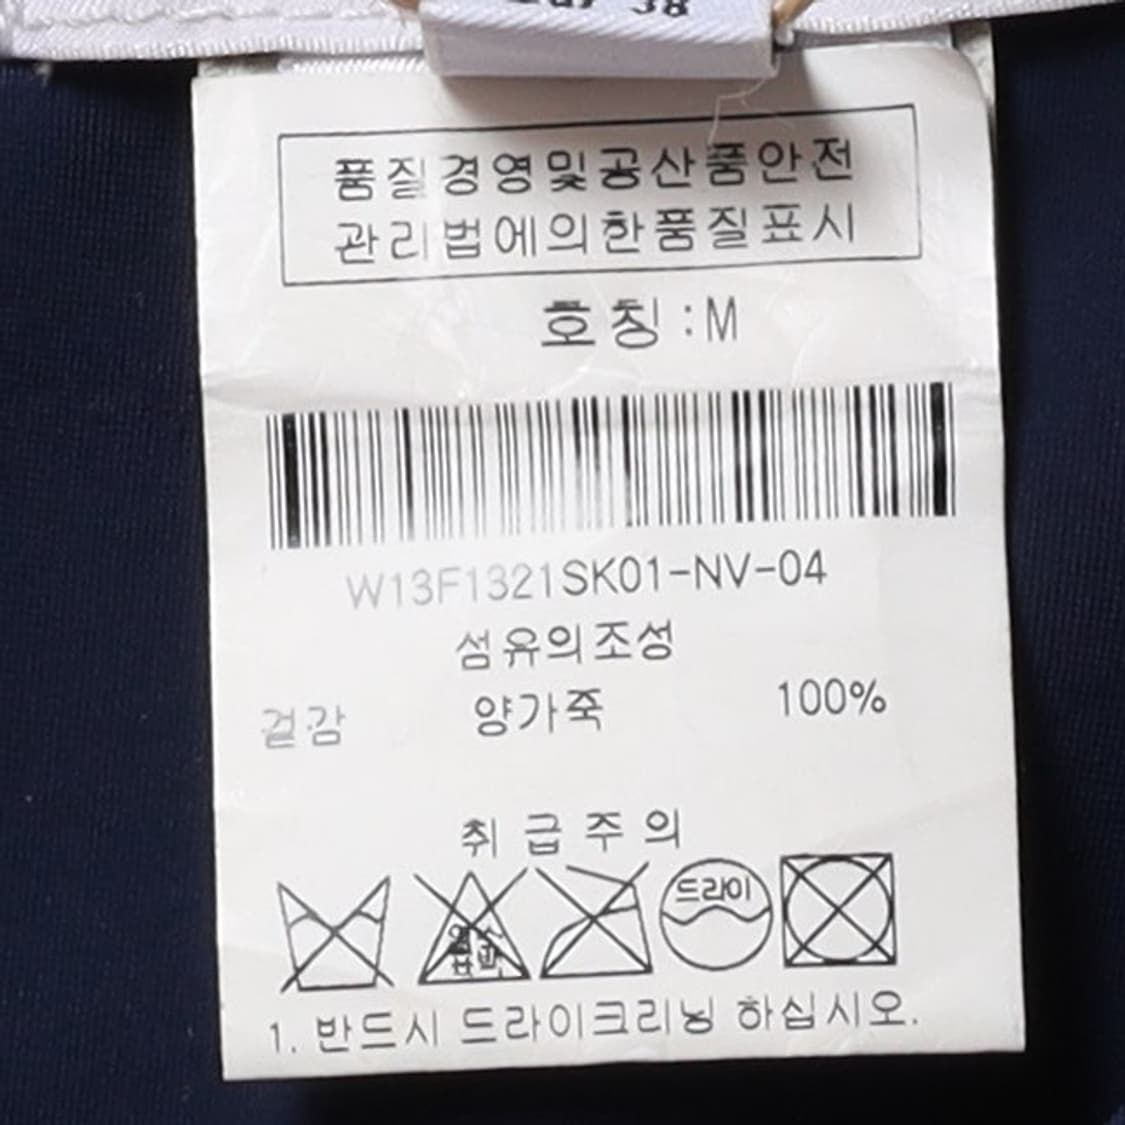 38
품질경영및공산품안전
관리법에의한품질표시
호칭:M
W13F1321SK01-NV-04
섬유의조성
겉감 양가죽 100%
취급주의
드라이
1. 반드시 드라이크리닝 하십시오.